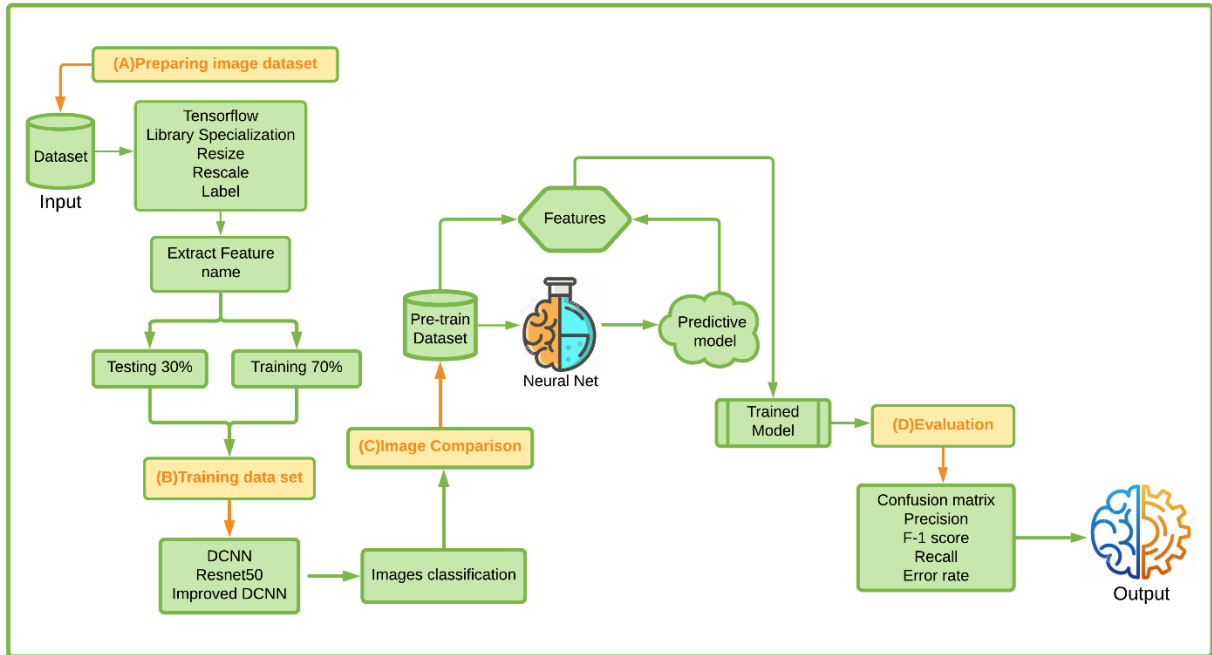 (A)Preparing image dataset
Dataset
Input
Tensorflow
Library Specialization
Resize
Rescale
Label
Extract Feature
name
Testing 30%
Training 70%
(B)Training data set
DCNN
Resnet50
Improved DCNN
Images classification
(C)Image Comparison
Pre-train
Dataset
Neural Net
Predictive
model
Features
Trained
Model
(D)Evaluation
Confusion matrix
Precision
F-1 score
Recall
Error rate
Output